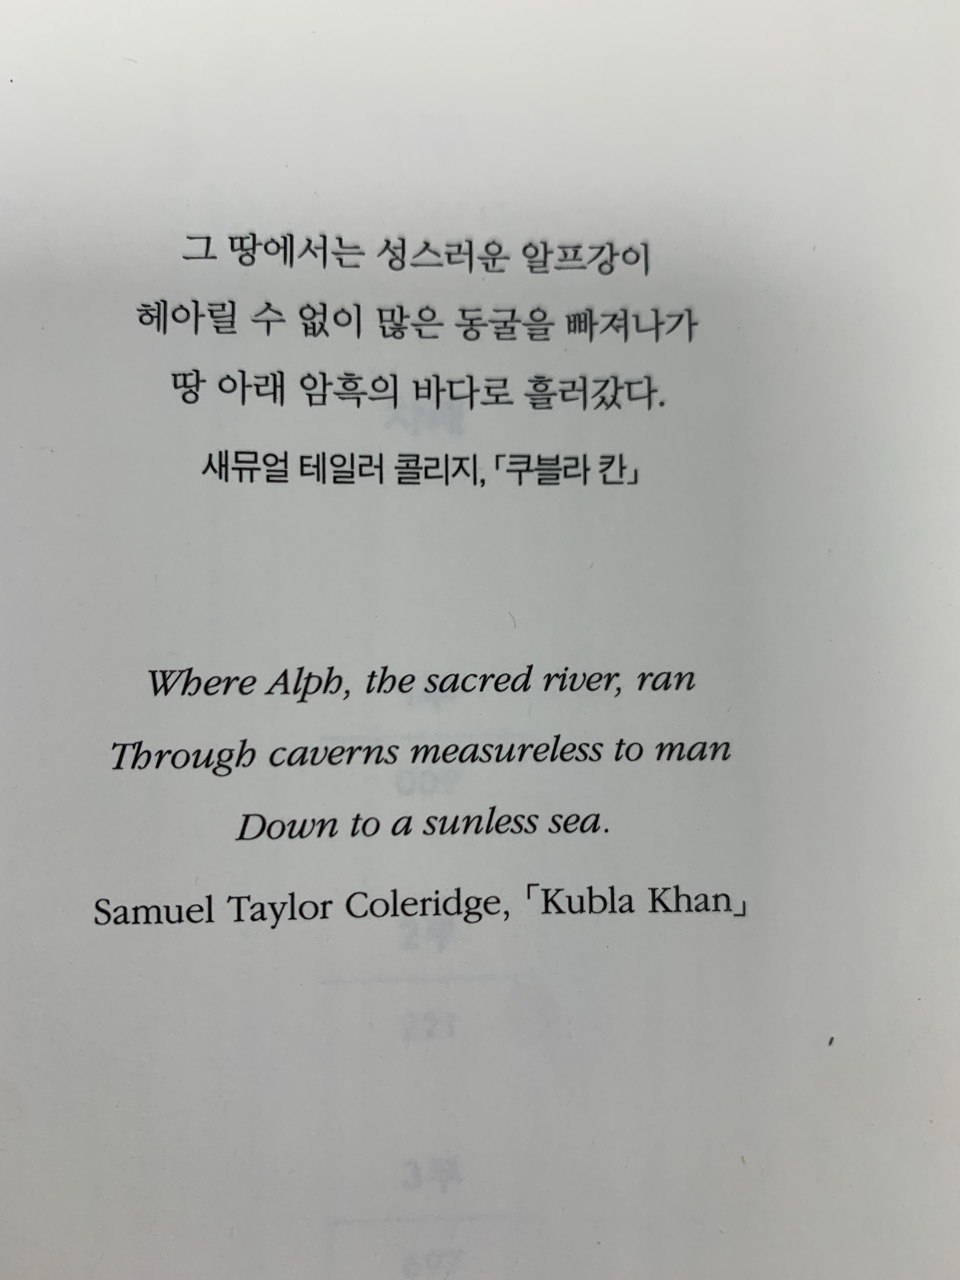 그 땅에서는 성스러운 알프강이
헤아릴 수 없이 많은 동굴을 빠져나가
땅 아래 암흑의 바다로 흘러갔다.
새뮤얼 테일러 콜리지, 「쿠블라 칸」
Where Alph, the sacred river, ran
Through caverns measureless to man
Down to a sunless sea.
Samuel Taylor Coleridge, 「Kubla Khan」